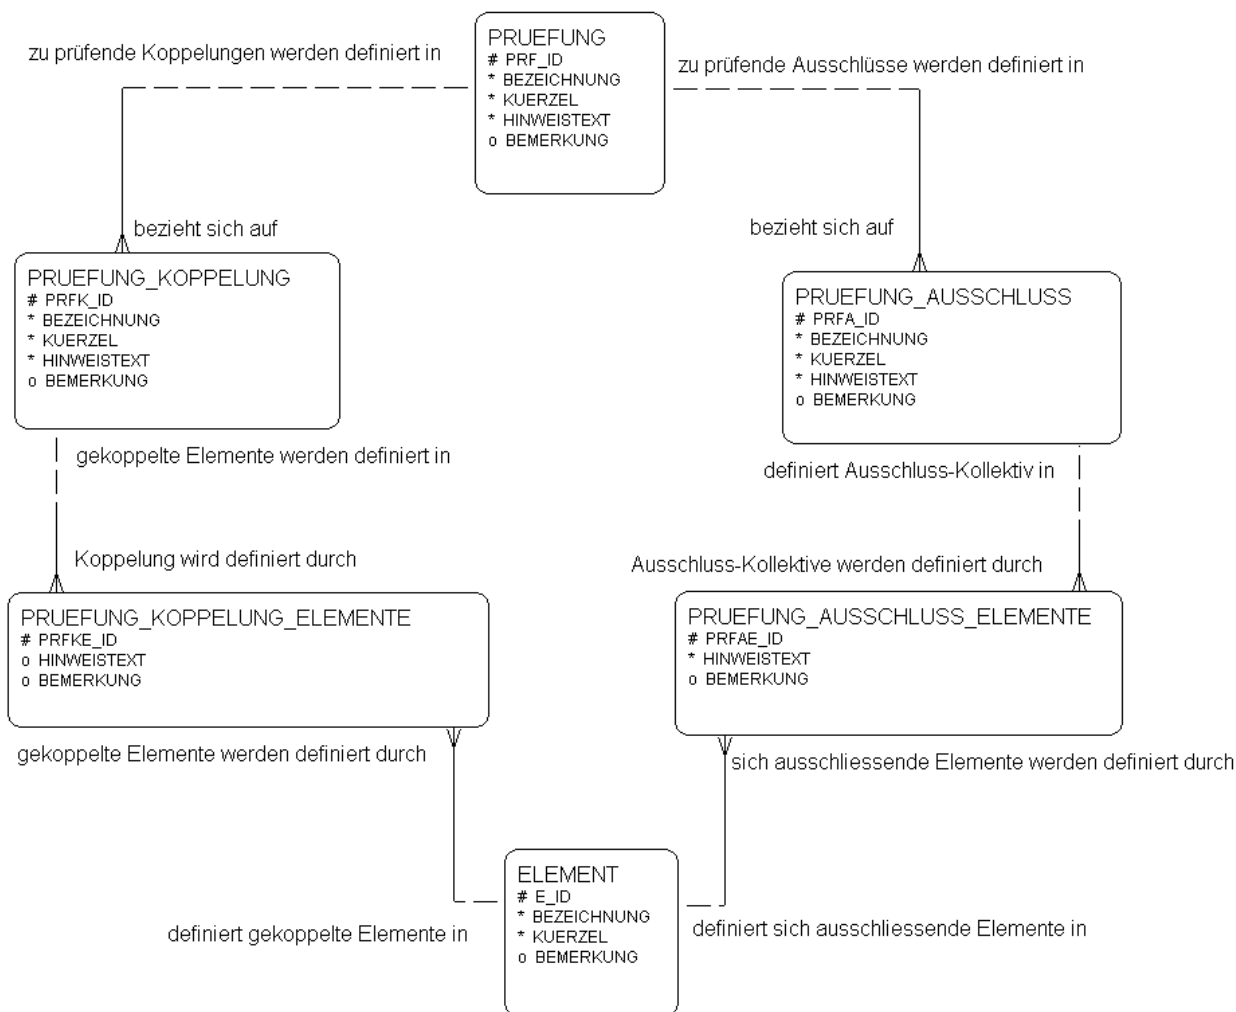 zu prüfende Koppelungen werden definiert in
PRUEFUNG
# PRF_ID
* BEZEICHNUNG
* KUERZEL
* HINWEISTEXT
o BEMERKUNG
zu prüfende Ausschlüsse werden definiert in
bezieht sich auf
bezieht sich auf
PRUEFUNG_KOPPELUNG
# PRFK_ID
* BEZEICHNUNG
* KUERZEL
* HINWEISTEXT
o BEMERKUNG
PRUEFUNG_AUSSCHLUSS
# PRFA_ID
* BEZEICHNUNG
* KUERZEL
* HINWEISTEXT
o BEMERKUNG
gekoppelte Elemente werden definiert in
definiert Ausschluss-Kollektiv in
Koppelung wird definiert durch
Ausschluss-Kollektive werden definiert durch
PRUEFUNG_KOPPELUNG_ELEMENTE
# PRFKE_ID
o HINWEISTEXT
o BEMERKUNG
PRUEFUNG_AUSSCHLUSS_ELEMENTE
# PRFAE_ID
* HINWEISTEXT
o BEMERKUNG
gekoppelte Elemente werden definiert durch
sich ausschliessende Elemente werden definiert durch
ELEMENT
# E_ID
* BEZEICHNUNG
* KUERZEL
o BEMERKUNG
definiert gekoppelte Elemente in
definiert sich ausschliessende Elemente in